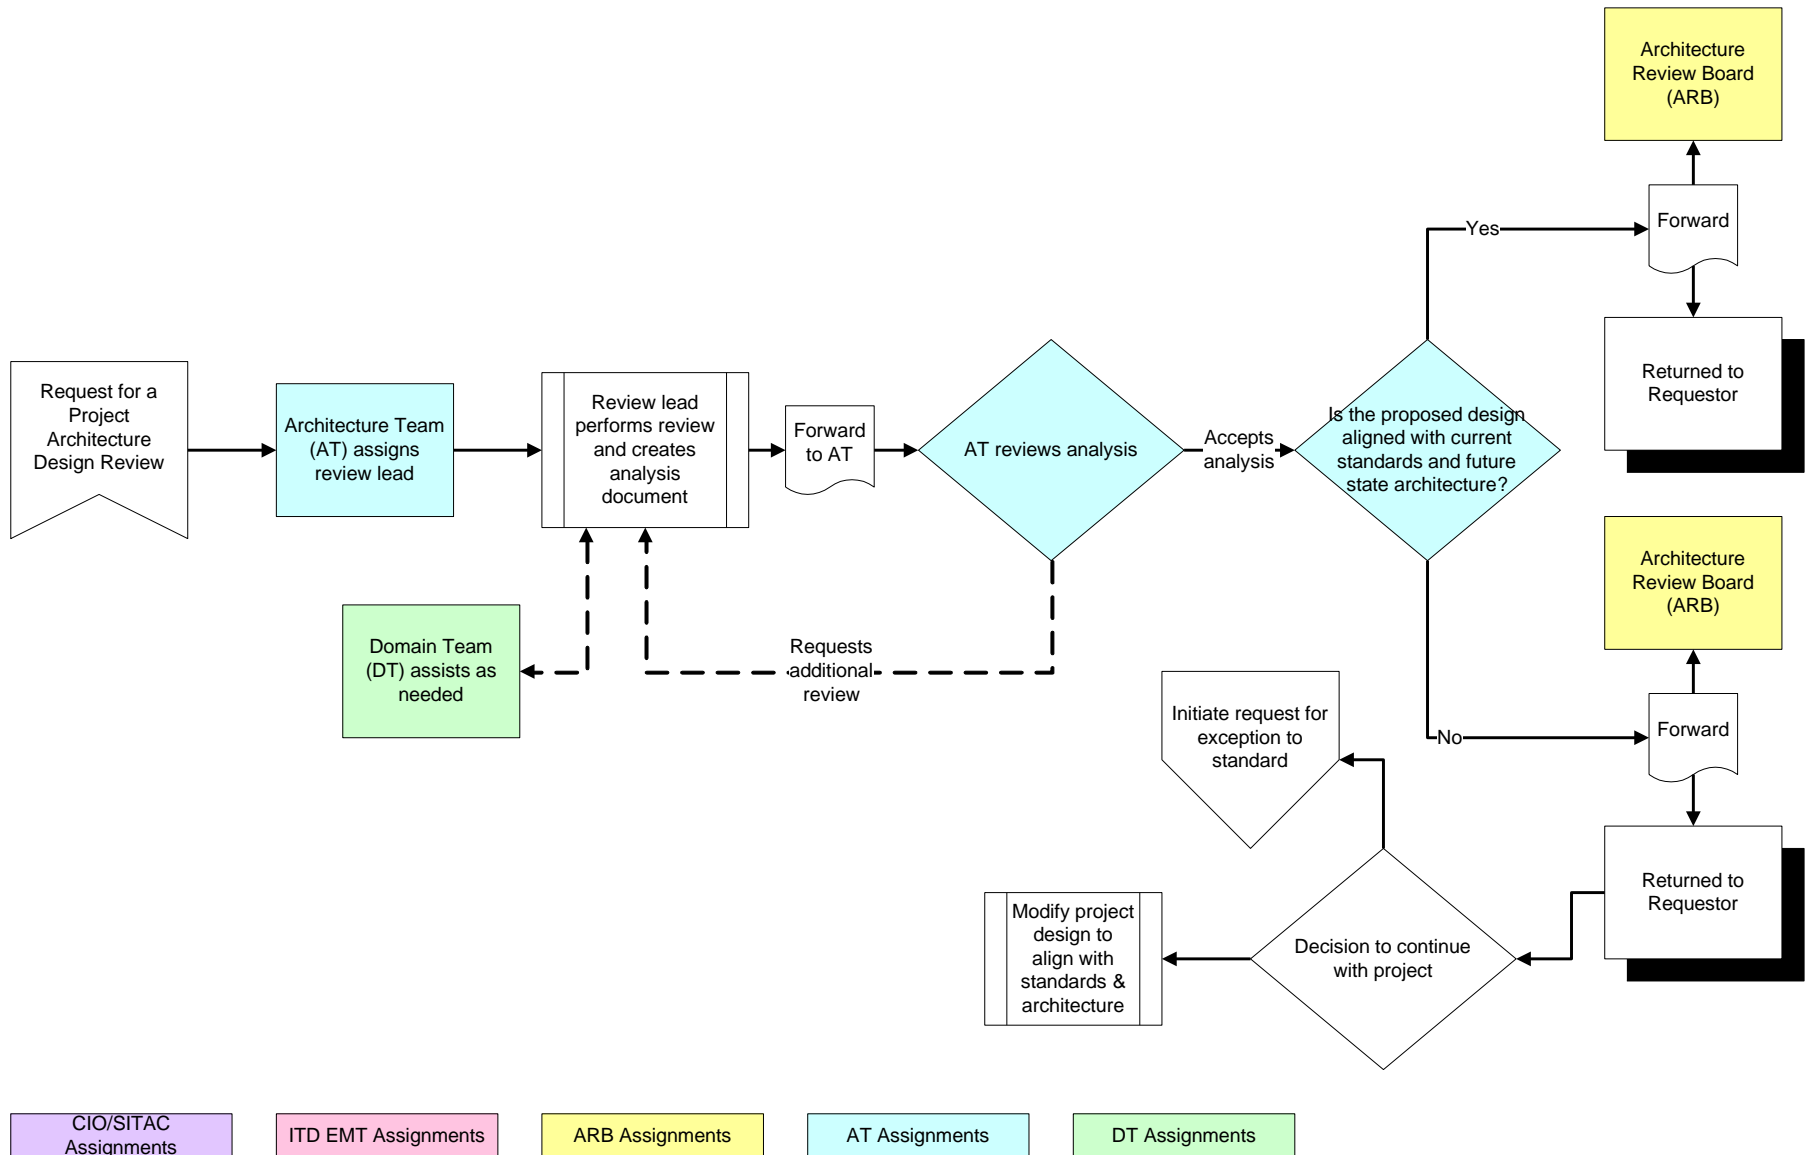 Architecture
Review Board
(ARB)
Forward
Yes
Returned to
Requestor
Request for a
Project
Architecture
Design Review
Architecture Team
(AT) assigns
review lead
Review lead
performs review
and creates
analysis
document
Forward
to AT
AT reviews analysis
Accepts
analysis
Is the proposed design
aligned with current
standards and future
state architecture?
Architecture
Review Board
(ARB)
Domain Team
(DT) assists as
needed
Requests
additional
review
Initiate request for
exception to
standard
No
Forward
Returned to
Requestor
Modify project
design to
align with
standards &
architecture
Decision to continue
with project
CIO/SITAC
Assignments
ITD EMT Assignments
ARB Assignments
AT Assignments
DT Assignments